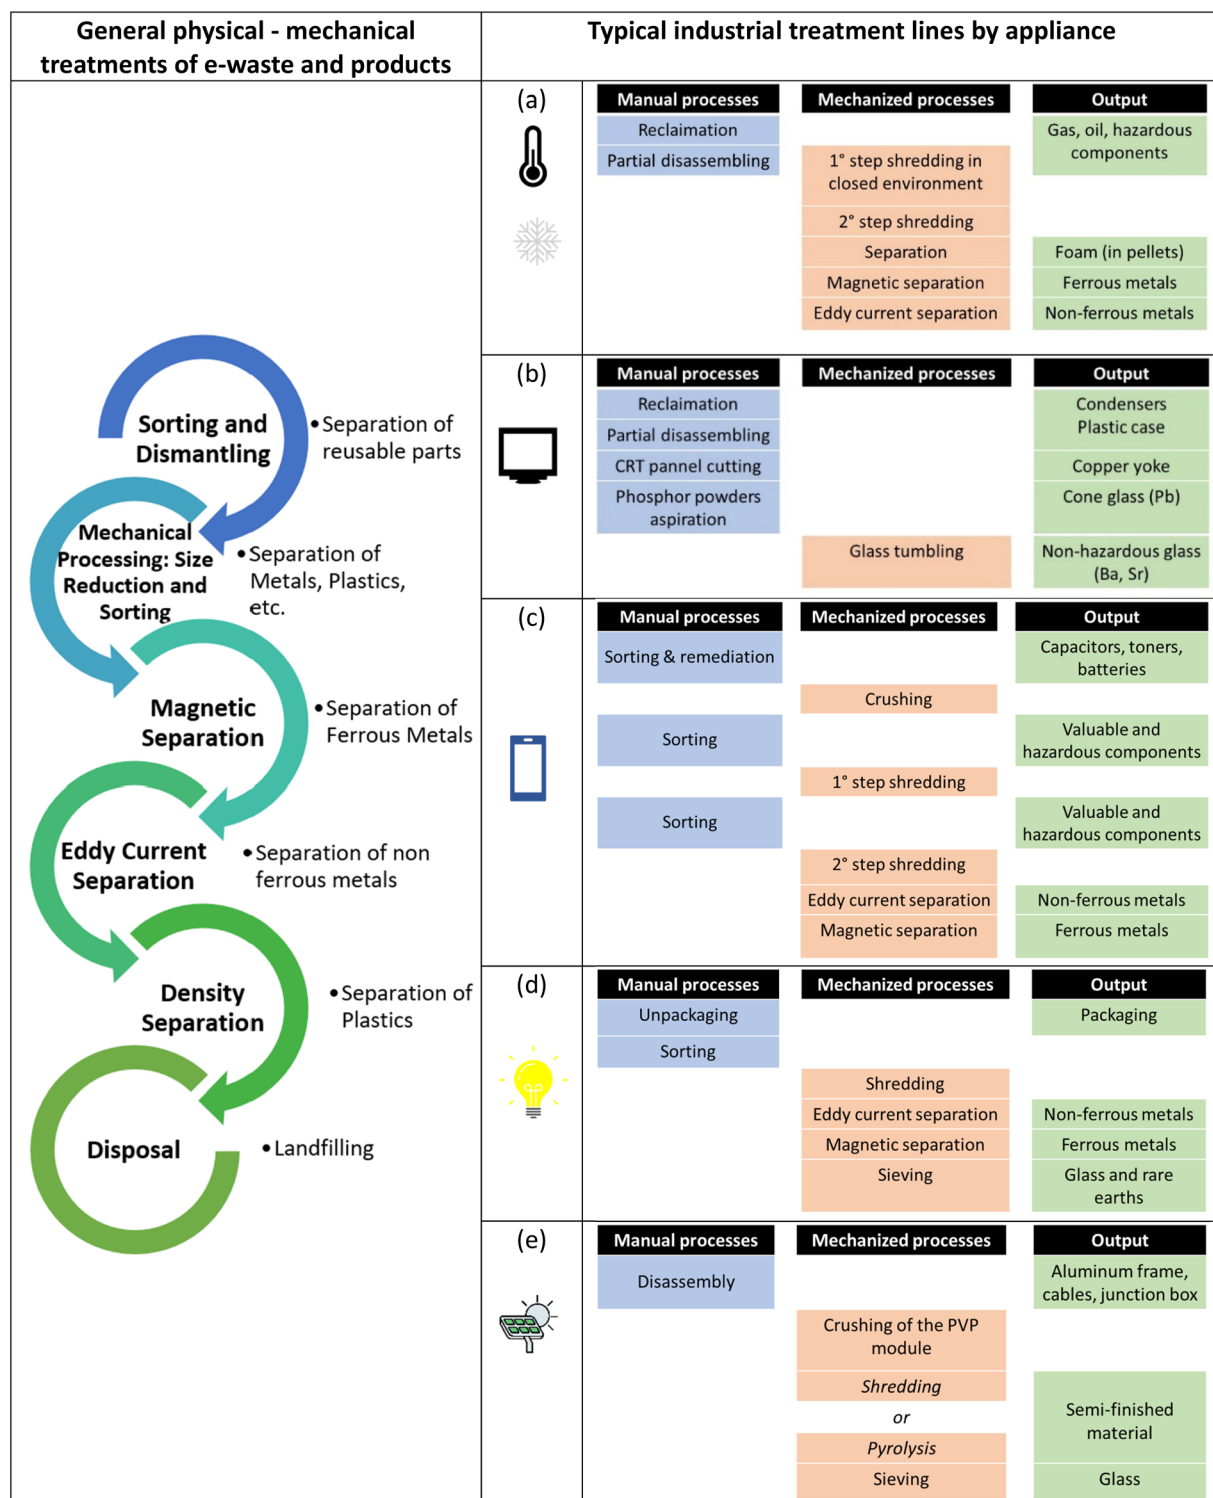 General physical - mechanical
treatments of e-waste and products
Typical industrial treatment lines by appliance
Sorting and
Dismantling
•Separation of
reusable parts
Mechanical
Processing: Size
Reduction and
Sorting
•Separation of
Metals, Plastics,
etc.
Magnetic
Separation
•Separation of
Ferrous Metals
Eddy Current
Separation
•Separation of non
ferrous metals
Density
Separation
•Separation of
Plastics
Disposal
•Landfilling
(a)
Manual processes
Mechanized processes
Output
Reclaimation
Gas, oil, hazardous
components
Partial disassembling
1° step shredding in
closed environment
2° step shredding
Separation
Foam (in pellets)
Magnetic separation
Ferrous metals
Eddy current separation
Non-ferrous metals
(b)
Manual processes
Mechanized processes
Output
Reclaimation
Condensers
Plastic case
Partial disassembling
CRT pannel cutting
Copper yoke
Phosphor powders
aspiration
Cone glass (Pb)
Glass tumbling
Non-hazardous glass
(Ba, Sr)
(c)
Manual processes
Mechanized processes
Output
Sorting & remediation
Capacitors, toners,
batteries
Crushing
Sorting
Valuable and
hazardous components
1° step shredding
Sorting
Valuable and
hazardous components
2° step shredding
Eddy current separation
Non-ferrous metals
Magnetic separation
Ferrous metals
(d)
Manual processes
Mechanized processes
Output
Unpackaging
Packaging
Sorting
Shredding
Eddy current separation
Non-ferrous metals
Magnetic separation
Ferrous metals
Sieving
Glass and rare
earths
(e)
Manual processes
Mechanized processes
Output
Disassembly
Aluminum frame,
cables, junction box
Crushing of the PVP
module
Shredding
or
Pyrolysis
Semi-finished
material
Sieving
Glass